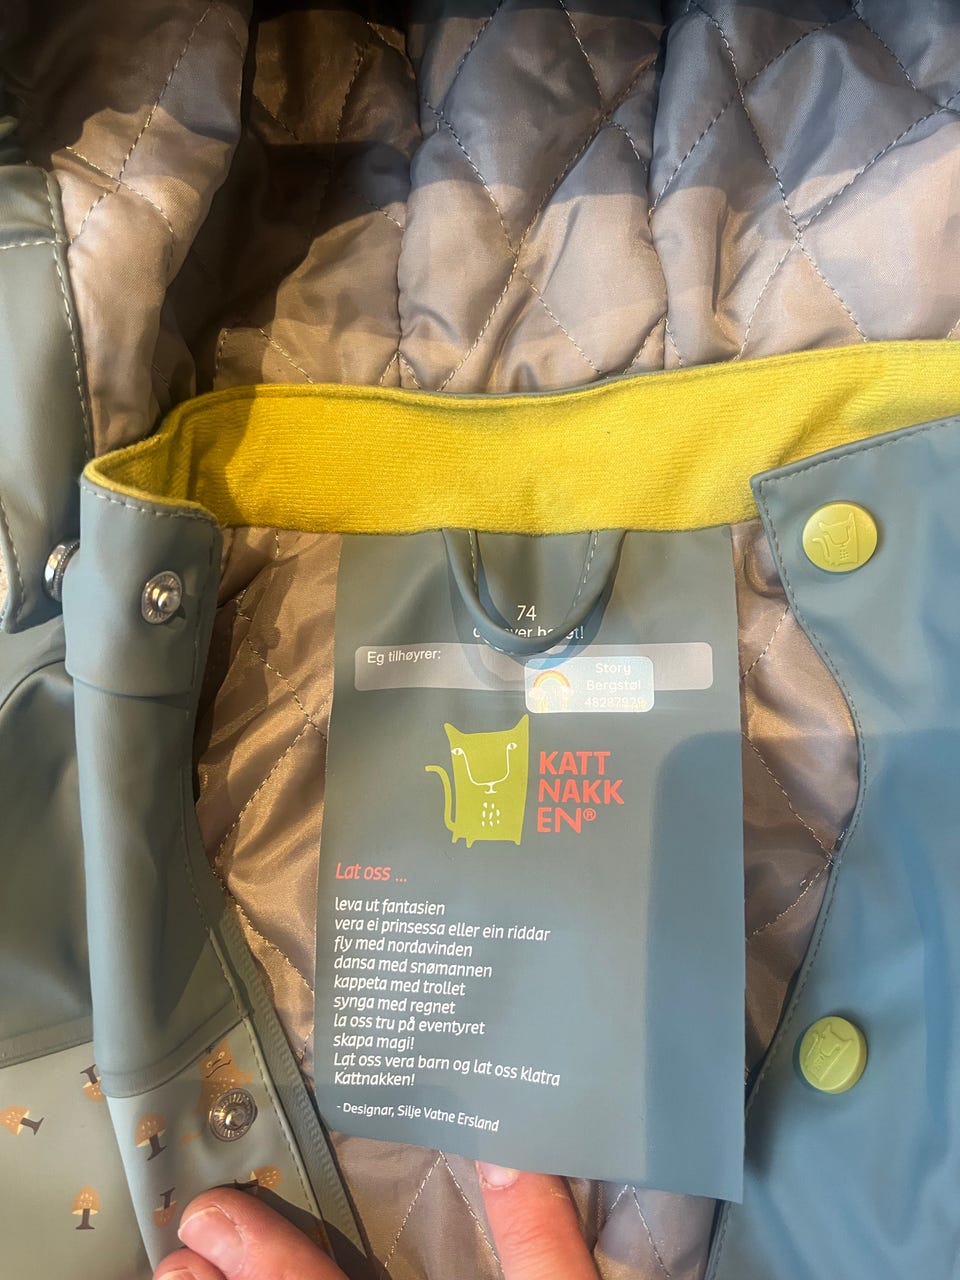 74
Eg tilhøyrer:
Story
Bergstøl
KATT
NAKK
EN®
Lat oss ...
leva ut fantasien
vera ei prinsessa eller ein riddar
fly med nordavinden
dansa med snømannen
kappeta med trollet
synga med regnet
la oss tru på eventyret
skapa magi!
Lat oss vera barn og lat oss klatra
Kattnakken!
- Designar, Silje Vatne Ersland